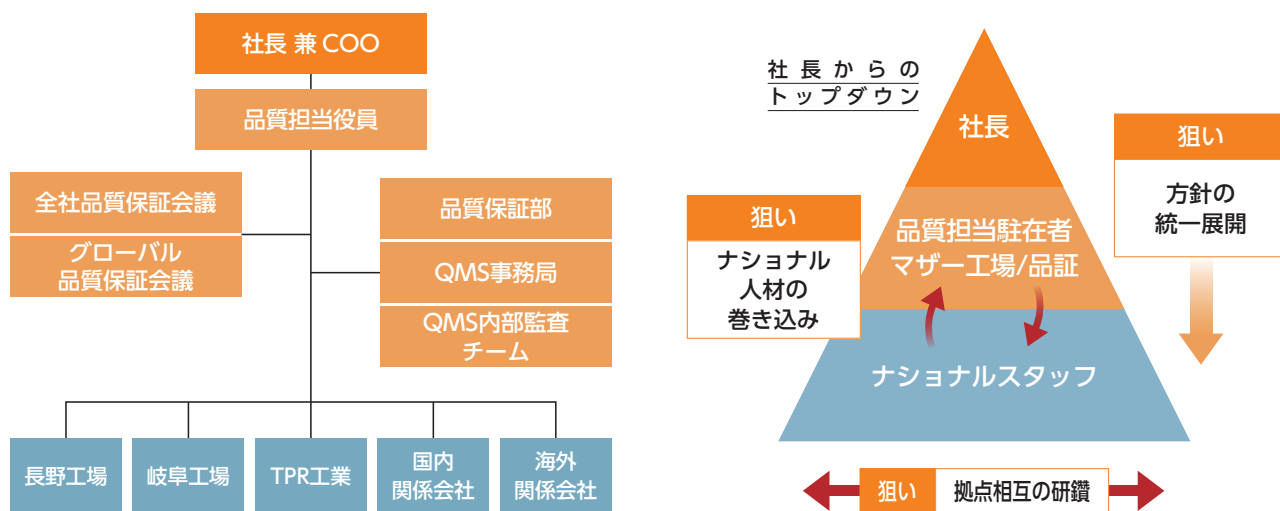 社長 兼 COO
品質担当役員
全社品質保証会議
グローバル
品質保証会議
品質保証部
QMS事務局
QMS内部監査
チーム
長野工場
岐阜工場
TPR工業
国内
関係会社
海外
関係会社
社長からの
トップダウン
社長
品質担当駐在者
マザー工場/品証
ナショナルスタッフ
狙い
ナショナル
人材の
巻き込み
狙い
方針の
統一展開
狙い 拠点相互の研鑽